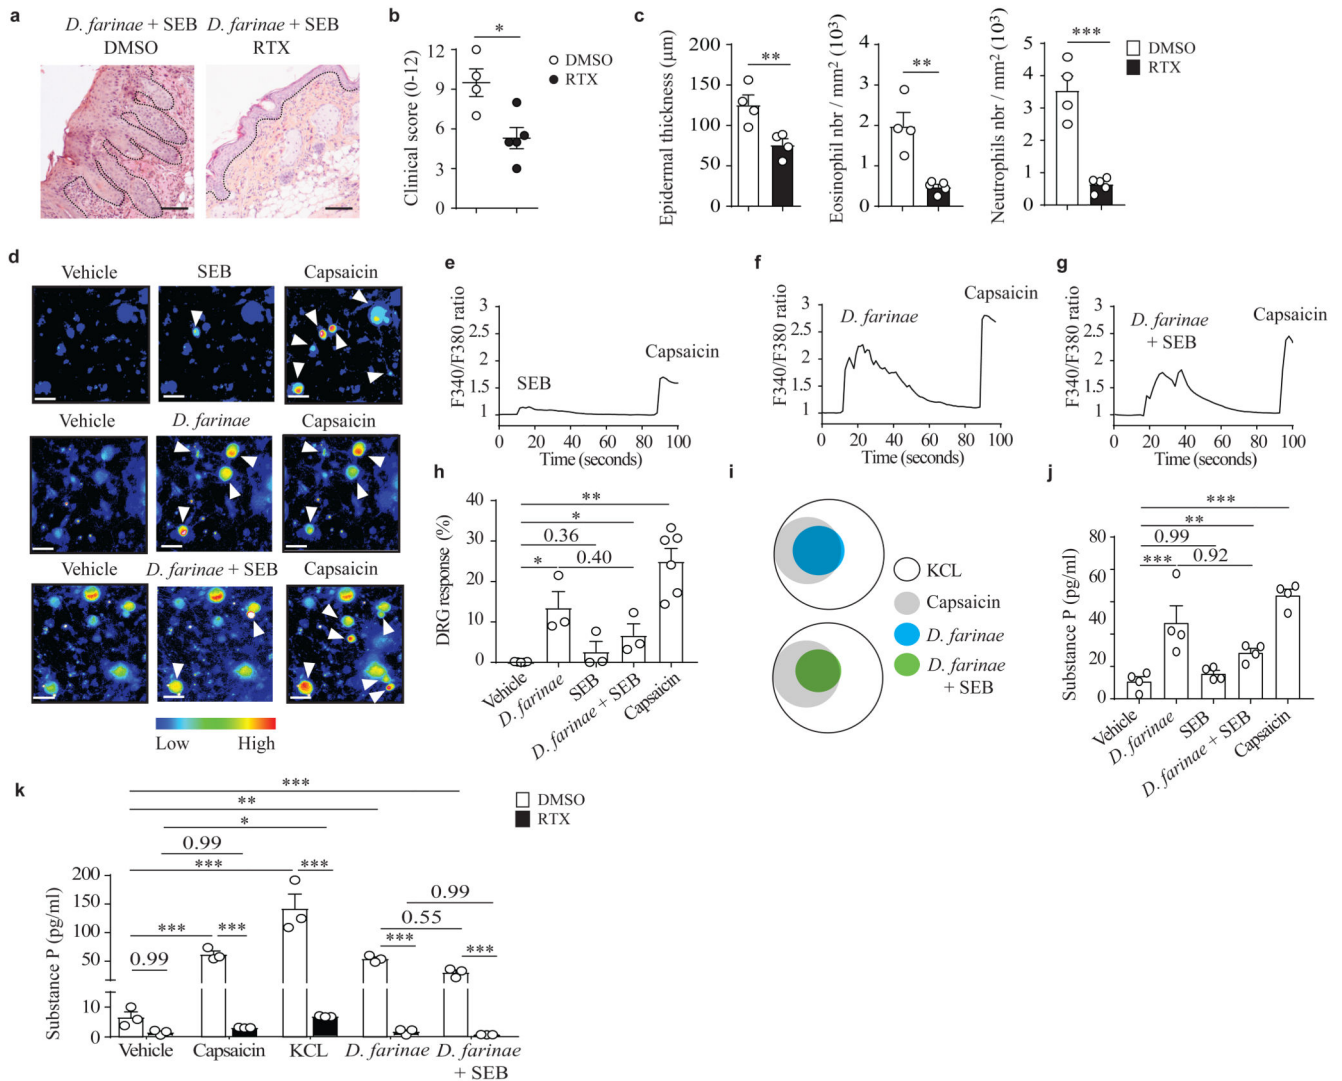 a
D. farinae + SEB
DMSO
D. farinae + SEB
RTX
b
Clinical score (0-12)
12
9
6
3
0
*
DMSO
RTX
c
Epidermal thickness (µm)
200
150
100
50
0
**
Eosinophil nbr / mm² (10³)
4
3
2
1
0
**
Neutrophils nbr / mm² (10³)
5
4
3
2
1
0
***
DMSO
RTX
d
Vehicle
SEB
Capsaicin
Vehicle
D. farinae
Capsaicin
Vehicle
D. farinae + SEB
Capsaicin
Low
High
e
F340/F380 ratio
3
2.5
2
1.5
1
SEB
Capsaicin
0 20 40 60 80 100
Time (seconds)
f
F340/F380 ratio
3
2.5
2
1.5
1
D. farinae
Capsaicin
0 20 40 60 80 100
Time (seconds)
g
F340/F380 ratio
3
2.5
2
1.5
1
D. farinae
+ SEB
Capsaicin
0 20 40 60 80 100
Time (seconds)
h
DRG response (%)
40
30
20
10
0
**
*
0.36
*
0.40
Vehicle
D. farinae
SEB
D. farinae + SEB
Capsaicin
i
KCL
Capsaicin
D. farinae
D. farinae
+ SEB
j
Substance P (pg/ml)
80
60
40
20
0
***
**
0.99
***
0.92
Vehicle
D. farinae
SEB
D. farinae + SEB
Capsaicin
k
DMSO
RTX
Substance P (pg/ml)
200
150
100
50
10
0
***
**
*
0.99
***
***
0.99
0.55
***
***
***
***
0.99
Vehicle
Capsaicin
KCL
D. farinae
D. farinae
+ SEB